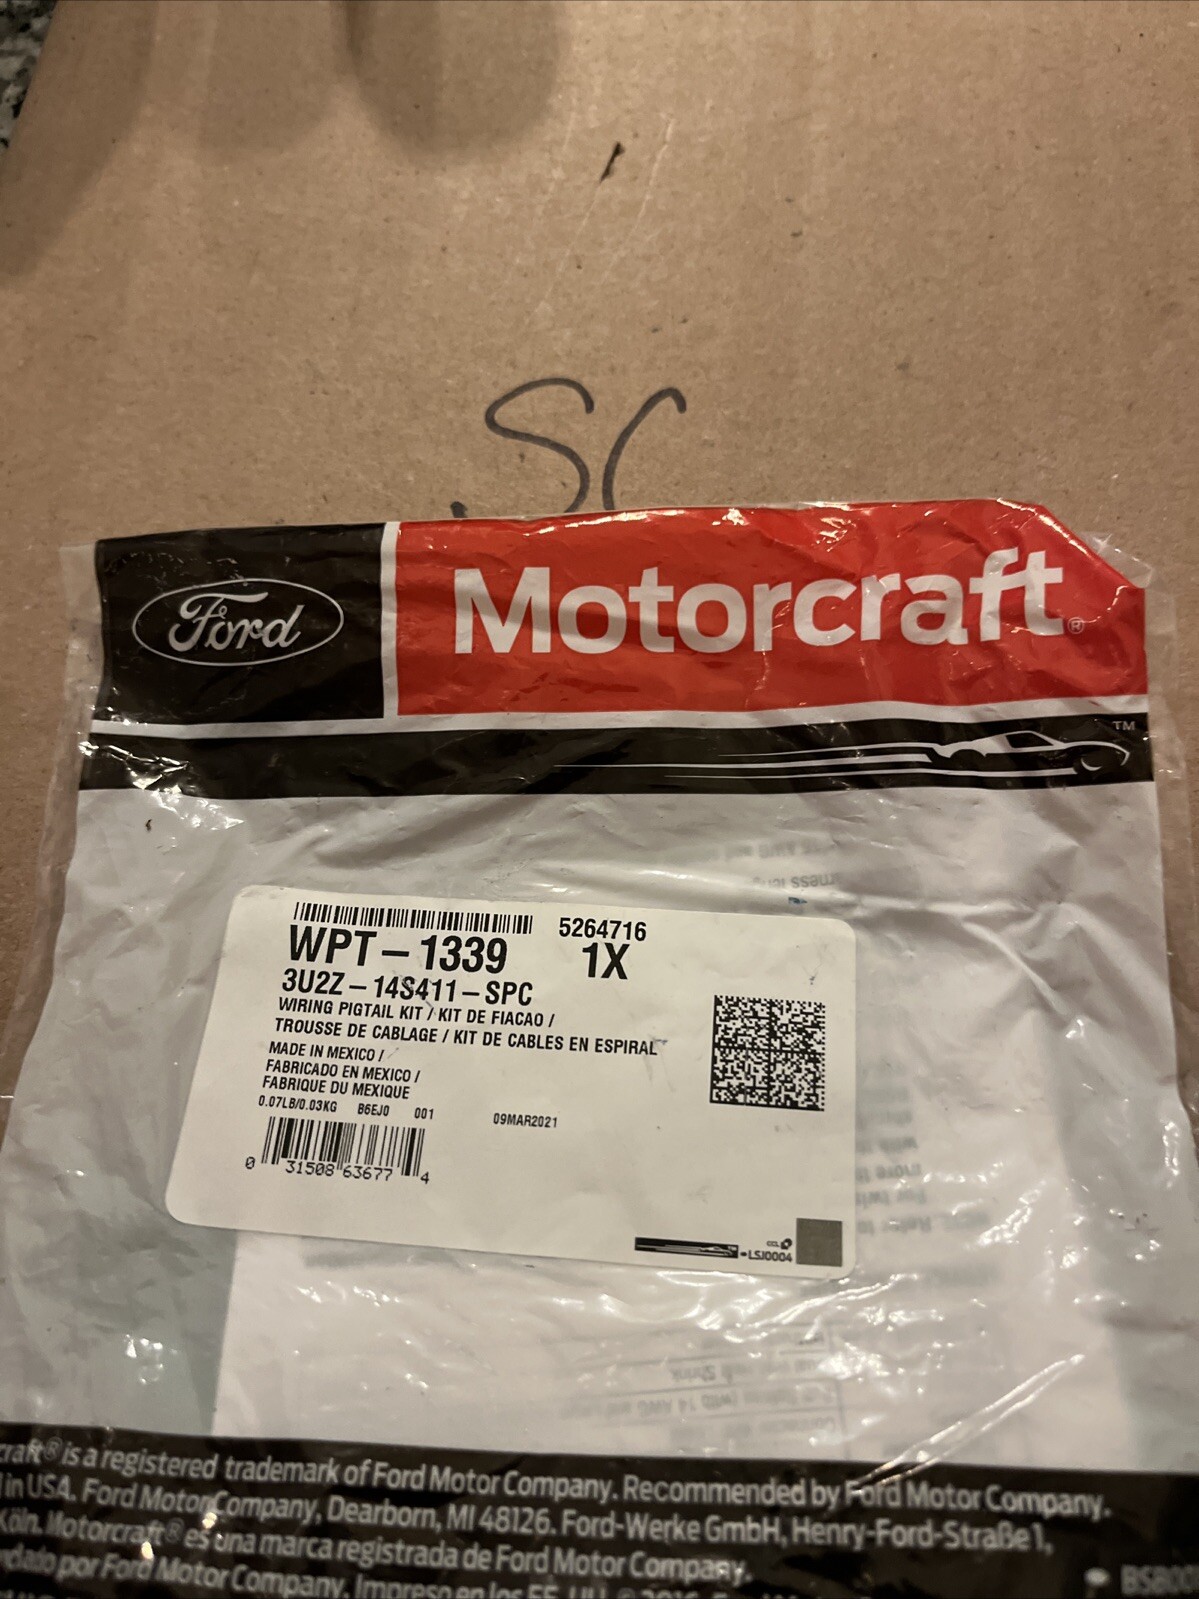 SC
Ford
Motorcraft®
TM
5264716
WPT-1339 1X
3U2Z-14S411-SPC
WIRING PIGTAIL KIT / KIT DE FIACAO /
TROUSSE DE CABLAGE / KIT DE CABLES EN ESPIRAL
MADE IN MEXICO /
FABRICADO EN MEXICO /
FABRIQUE DU MEXIQUE
0.07LB/0.03KG B6EJ0 001 09MAR2021
0 31508 63677 4
CCL
LSJ0004
craft® is a registered trademark of Ford Motor Company. Recommended by Ford Motor Company.
in USA. Ford Motor Company, Dearborn, MI 48126. Ford-Werke GmbH, Henry-Ford-Straße 1,
Köln. Motorcraft® es una marca registrada de Ford Motor Company.
por Ford Motor Company. Impreso en los EE. UU.